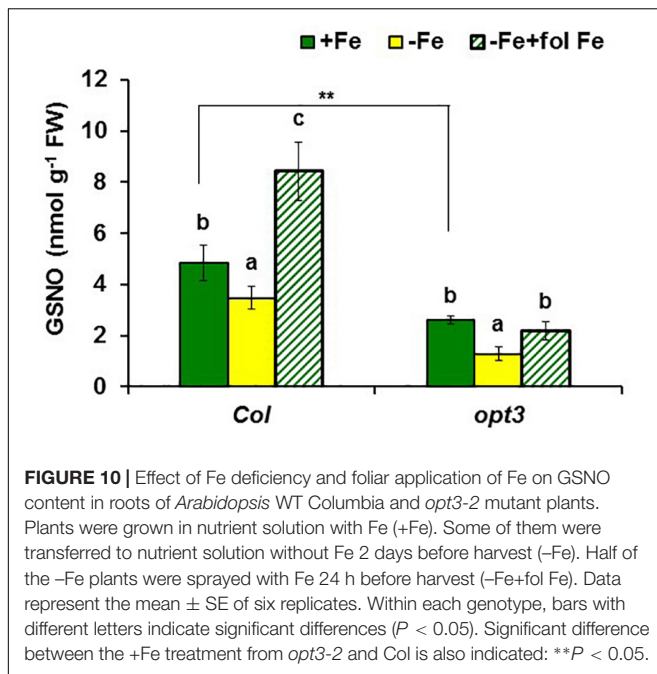 +Fe -Fe -Fe+fol Fe
12
10
8
6
4
2
0
GSNO (nmol g⁻¹ FW)
**
b a c
b a b
Col opt3
FIGURE 10 | Effect of Fe deficiency and foliar application of Fe on GSNO
content in roots of Arabidopsis WT Columbia and opt3-2 mutant plants.
Plants were grown in nutrient solution with Fe (+Fe). Some of them were
transferred to nutrient solution without Fe 2 days before harvest (–Fe). Half of
the –Fe plants were sprayed with Fe 24 h before harvest (–Fe+fol Fe). Data
represent the mean ± SE of six replicates. Within each genotype, bars with
different letters indicate significant differences (P < 0.05). Significant difference
between the +Fe treatment from opt3-2 and Col is also indicated: **P < 0.05.